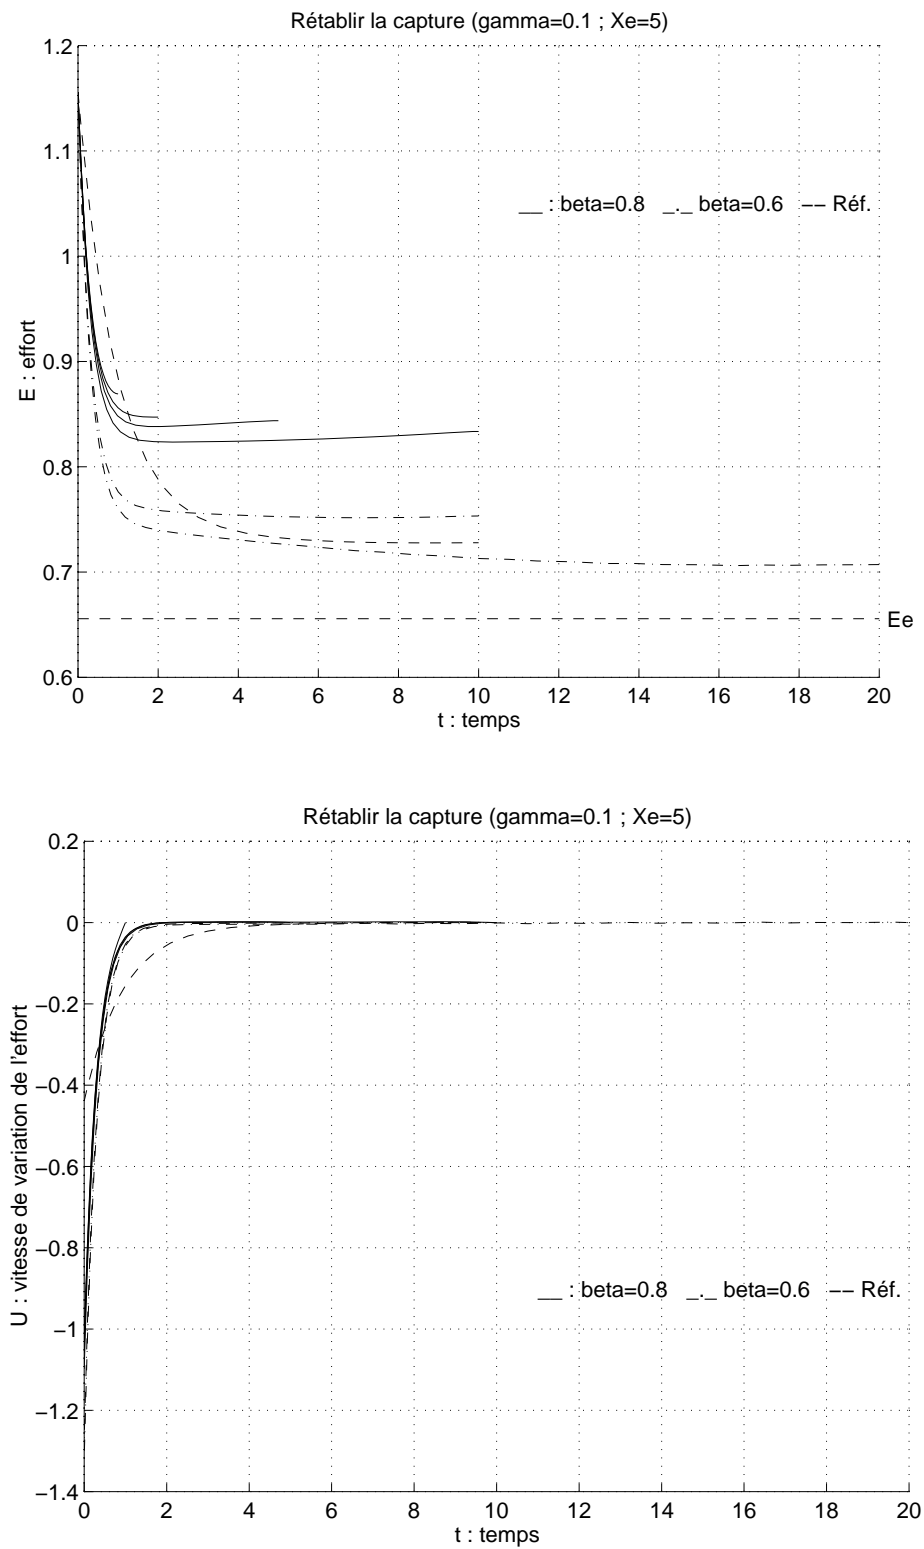 Rétablir la capture (gamma=0.1 ; Xe=5)
1.2
1.1
1
0.9
0.8
0.7
0.6
E : effort
__ : beta=0.8 _._ beta=0.6 −− Réf.
Ee
0 2 4 6 8 10 12 14 16 18 20
t : temps
Rétablir la capture (gamma=0.1 ; Xe=5)
0.2
0
−0.2
−0.4
−0.6
−0.8
−1
−1.2
−1.4
U : vitesse de variation de l'effort
__ : beta=0.8 _._ beta=0.6 −− Réf.
0 2 4 6 8 10 12 14 16 18 20
t : temps